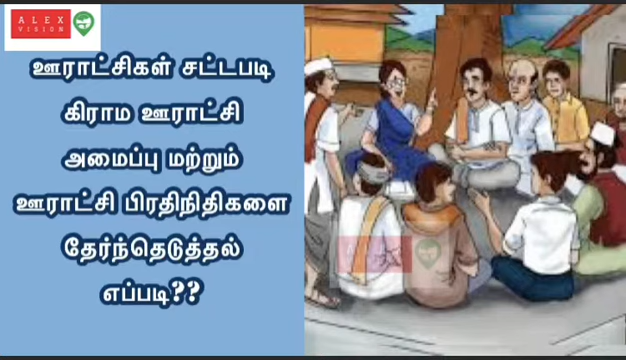 ALEX
VISION
ஊராட்சிகள் சட்டபடி
கிராம ஊராட்சி
அமைப்பு மற்றும்
ஊராட்சி பிரதிநிதிகளை
தேர்ந்தெடுத்தல்
எப்படி??